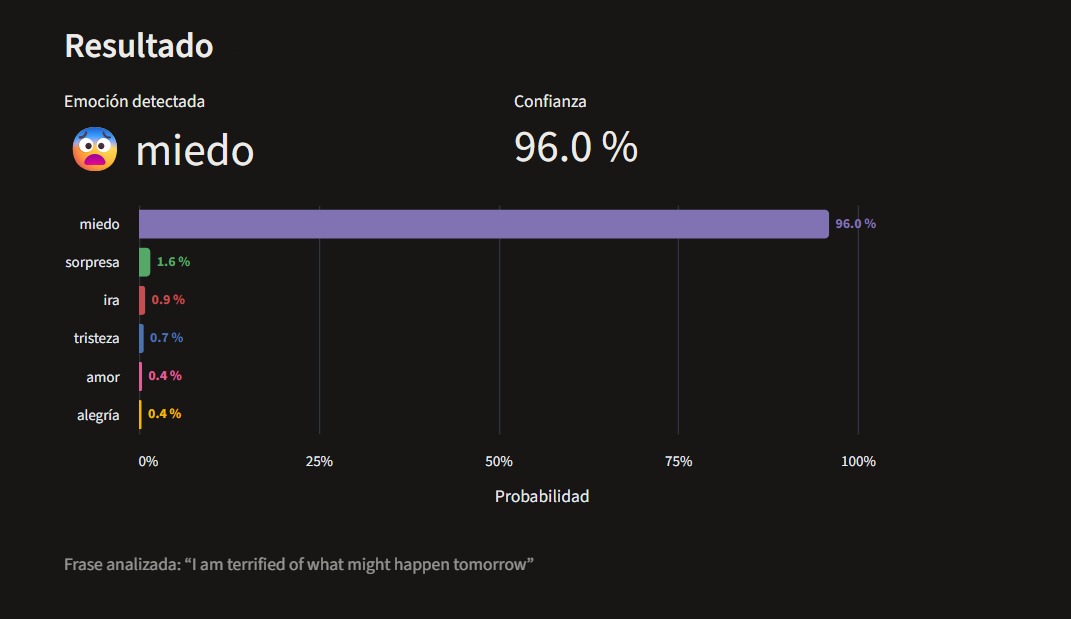 Resultado
Emoción detectada
Confianza
miedo
96.0 %
miedo 96.0 %
sorpresa 1.6 %
ira 0.9 %
tristeza 0.7 %
amor 0.4 %
alegría 0.4 %
0% 25% 50% 75% 100%
Probabilidad
Frase analizada: “I am terrified of what might happen tomorrow”